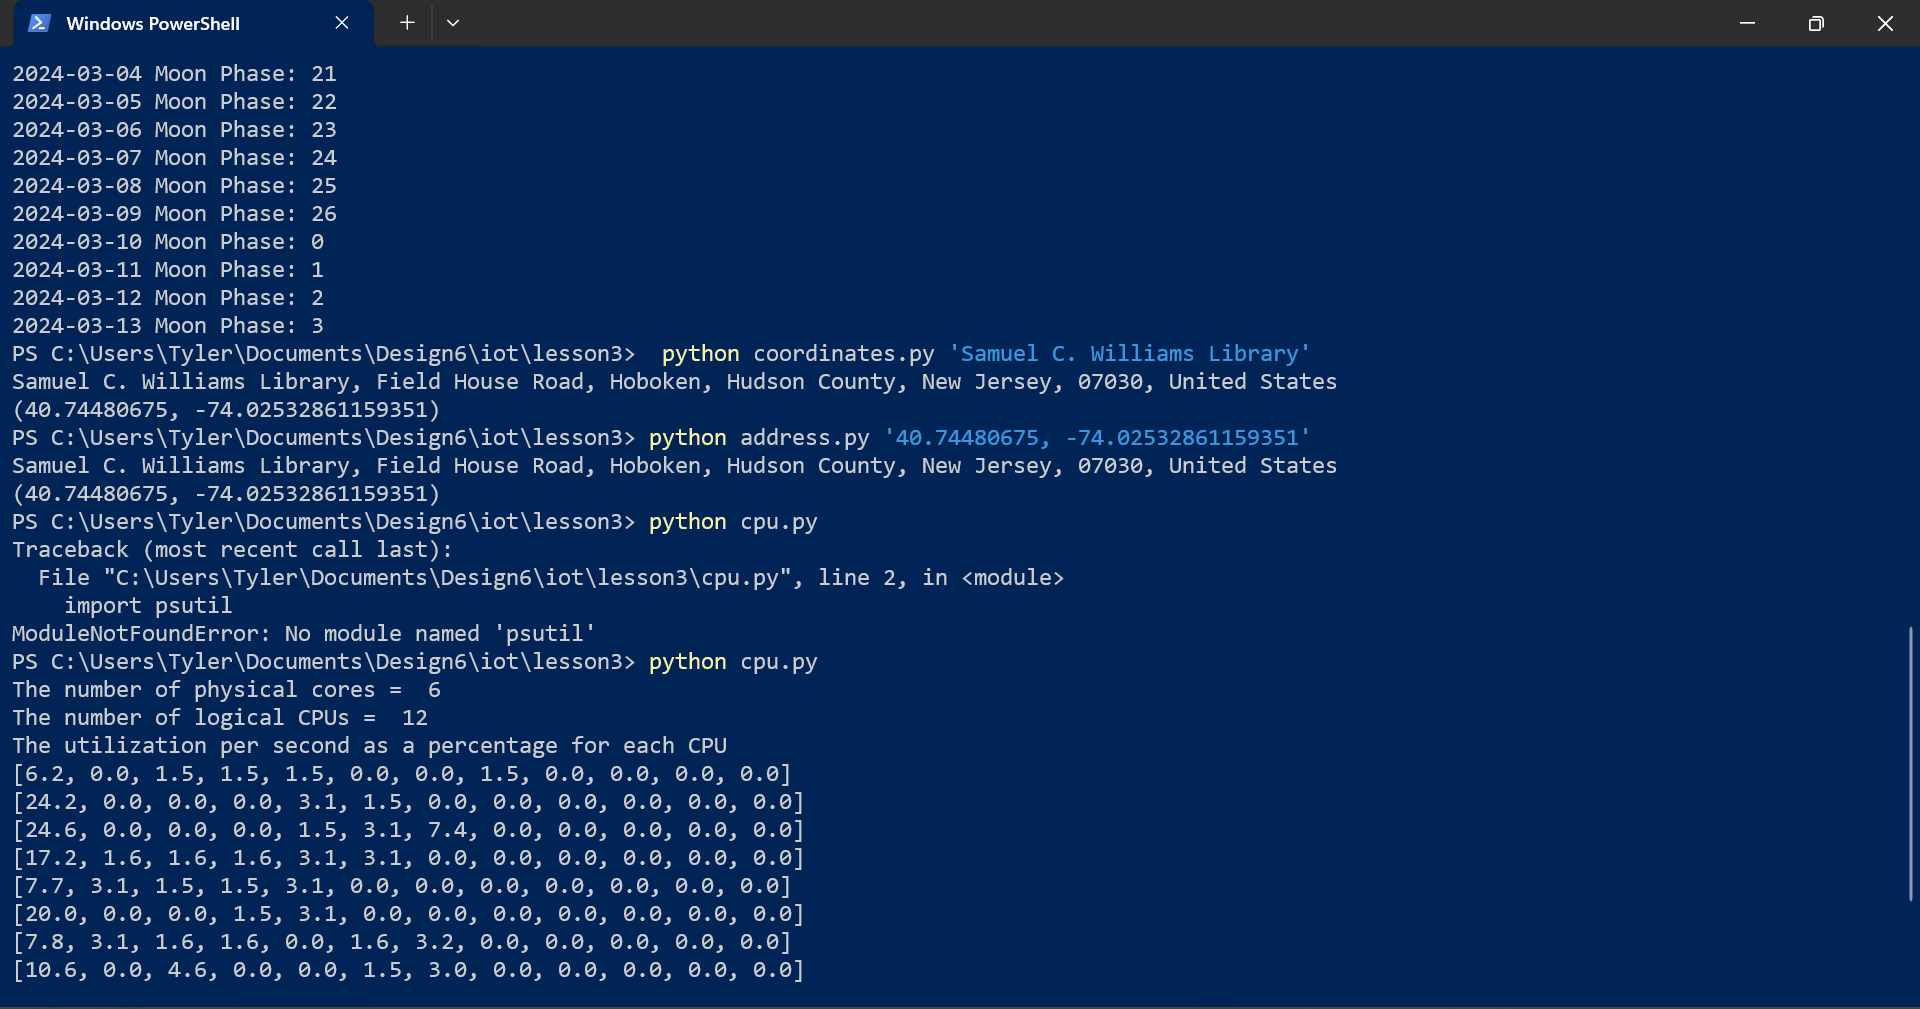 Windows PowerShell
2024-03-04 Moon Phase: 21
2024-03-05 Moon Phase: 22
2024-03-06 Moon Phase: 23
2024-03-07 Moon Phase: 24
2024-03-08 Moon Phase: 25
2024-03-09 Moon Phase: 26
2024-03-10 Moon Phase: 0
2024-03-11 Moon Phase: 1
2024-03-12 Moon Phase: 2
2024-03-13 Moon Phase: 3
PS C:\Users\Tyler\Documents\Design6\iot\lesson3>  python coordinates.py 'Samuel C. Williams Library'
Samuel C. Williams Library, Field House Road, Hoboken, Hudson County, New Jersey, 07030, United States
(40.74480675, -74.02532861159351)
PS C:\Users\Tyler\Documents\Design6\iot\lesson3> python address.py '40.74480675, -74.02532861159351'
Samuel C. Williams Library, Field House Road, Hoboken, Hudson County, New Jersey, 07030, United States
(40.74480675, -74.02532861159351)
PS C:\Users\Tyler\Documents\Design6\iot\lesson3> python cpu.py
Traceback (most recent call last):
  File "C:\Users\Tyler\Documents\Design6\iot\lesson3\cpu.py", line 2, in <module>
    import psutil
ModuleNotFoundError: No module named 'psutil'
PS C:\Users\Tyler\Documents\Design6\iot\lesson3> python cpu.py
The number of physical cores =  6
The number of logical CPUs =  12
The utilization per second as a percentage for each CPU
[6.2, 0.0, 1.5, 1.5, 1.5, 0.0, 0.0, 1.5, 0.0, 0.0, 0.0, 0.0]
[24.2, 0.0, 0.0, 0.0, 3.1, 1.5, 0.0, 0.0, 0.0, 0.0, 0.0, 0.0]
[24.6, 0.0, 0.0, 0.0, 1.5, 3.1, 7.4, 0.0, 0.0, 0.0, 0.0, 0.0]
[17.2, 1.6, 1.6, 1.6, 3.1, 3.1, 0.0, 0.0, 0.0, 0.0, 0.0, 0.0]
[7.7, 3.1, 1.5, 1.5, 3.1, 0.0, 0.0, 0.0, 0.0, 0.0, 0.0, 0.0]
[20.0, 0.0, 0.0, 1.5, 3.1, 0.0, 0.0, 0.0, 0.0, 0.0, 0.0, 0.0]
[7.8, 3.1, 1.6, 1.6, 0.0, 1.6, 3.2, 0.0, 0.0, 0.0, 0.0, 0.0]
[10.6, 0.0, 4.6, 0.0, 0.0, 1.5, 3.0, 0.0, 0.0, 0.0, 0.0, 0.0]